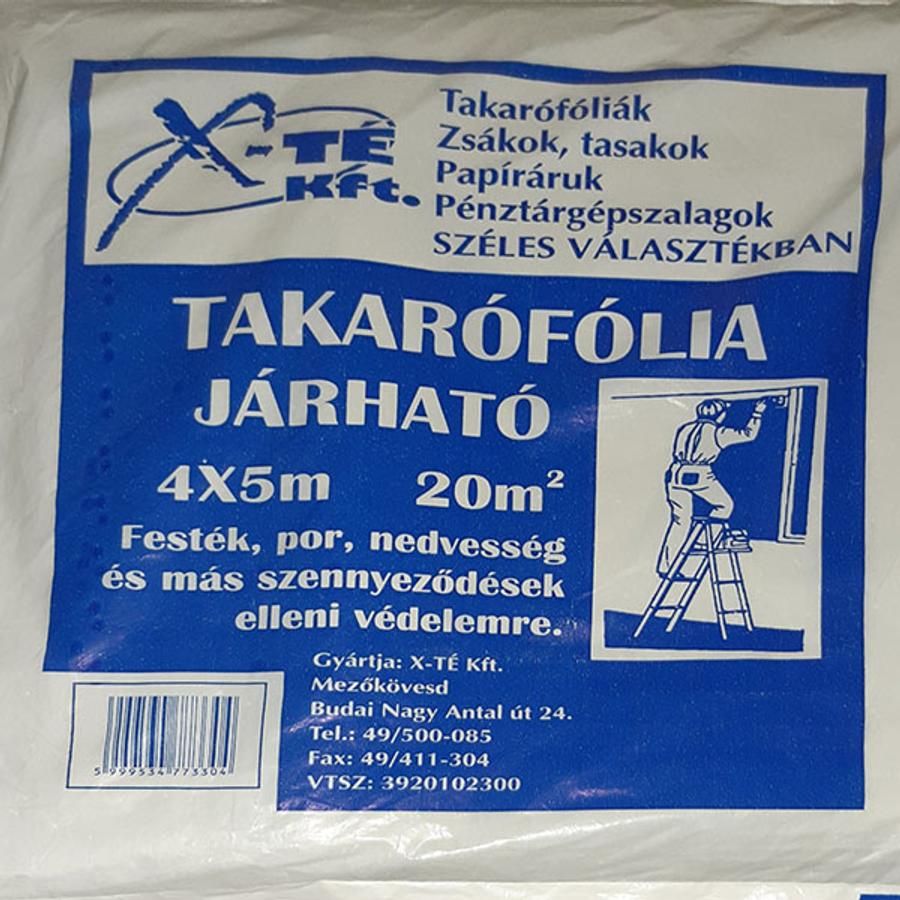 X-TÉ
Kft.
Takarófóliák
Zsákok, tasakok
Papíráruk
Pénztárgépszalagok
SZÉLES VÁLASZTÉKBAN
TAKARÓFÓLIA
JÁRHATÓ
4X5m 20m²
Festék, por, nedvesség
és más szennyeződések
elleni védelemre.
Gyártja: X-TÉ Kft.
Mezőkövesd
Budai Nagy Antal út 24.
Tel.: 49/500-085
Fax: 49/411-304
VTSZ: 3920102300
5 999534 773304